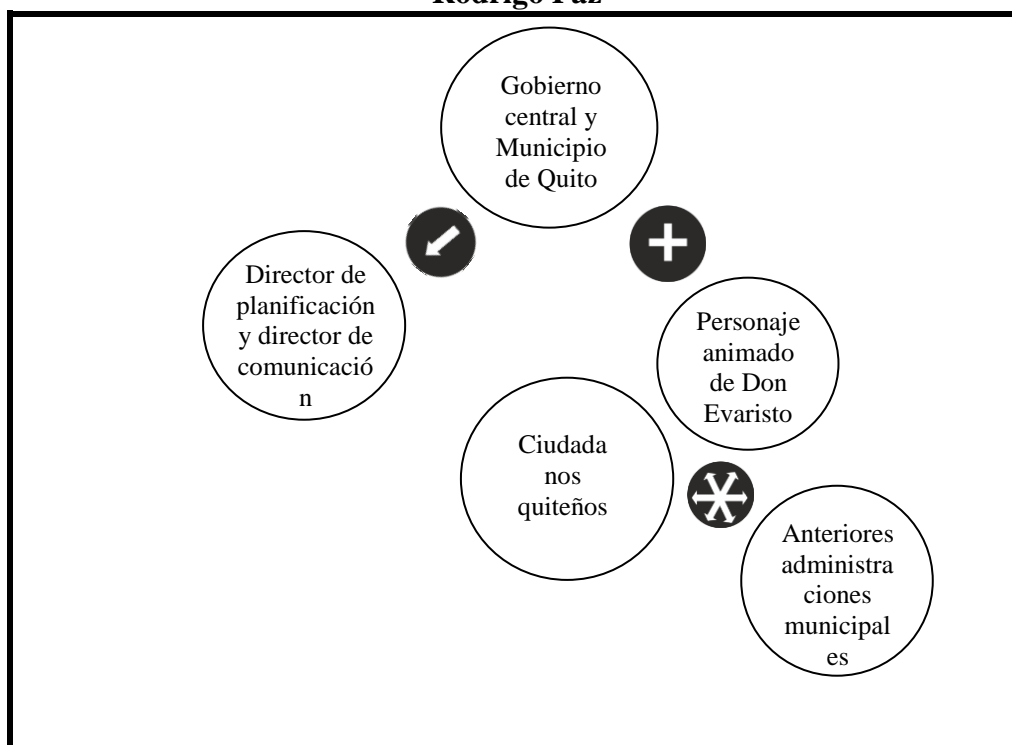 Rodrigo Paz
Gobierno
central y
Municipio
de Quito
Director de
planificación
y director de
comunicació
n
Personaje
animado
de Don
Evaristo
Ciudada
nos
quiteños
Anteriores
administra
ciones
municipal
es